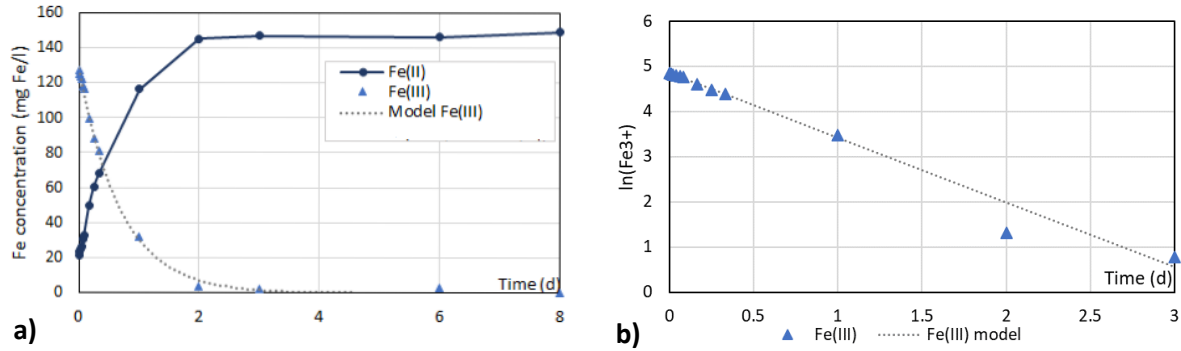 160
140
120
100
80
60
40
20
0
Fe concentration (mg Fe/l)
Fe(II)
Fe(III)
Model Fe(III)
Time (d)
0 2 4 6 8
a)
6
5
4
3
2
1
0
ln(Fe3+)
Time (d)
0 0.5 1 1.5 2 2.5 3
Fe(III) Fe(III) model
b)